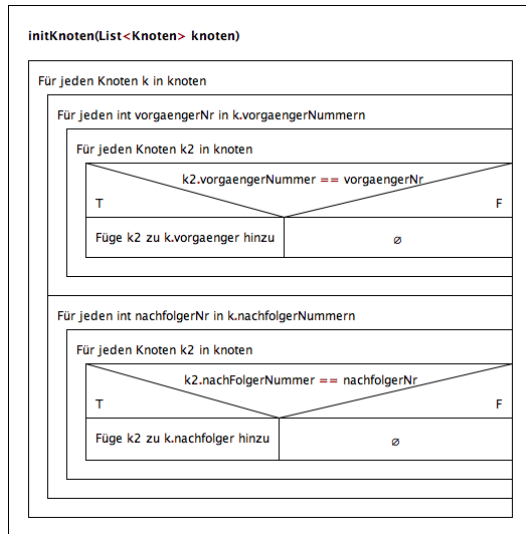 initKnoten(List<Knoten> knoten)
Für jeden Knoten k in knoten
Für jeden int vorgaengerNr in k.vorgaengerNummern
Für jeden Knoten k2 in knoten
k2.vorgaengerNummer == vorgaengerNr
T F
Füge k2 zu k.vorgaenger hinzu ø
Für jeden int nachfolgerNr in k.nachfolgerNummern
Für jeden Knoten k2 in knoten
k2.nachFolgerNummer == nachfolgerNr
T F
Füge k2 zu k.nachfolger hinzu ø